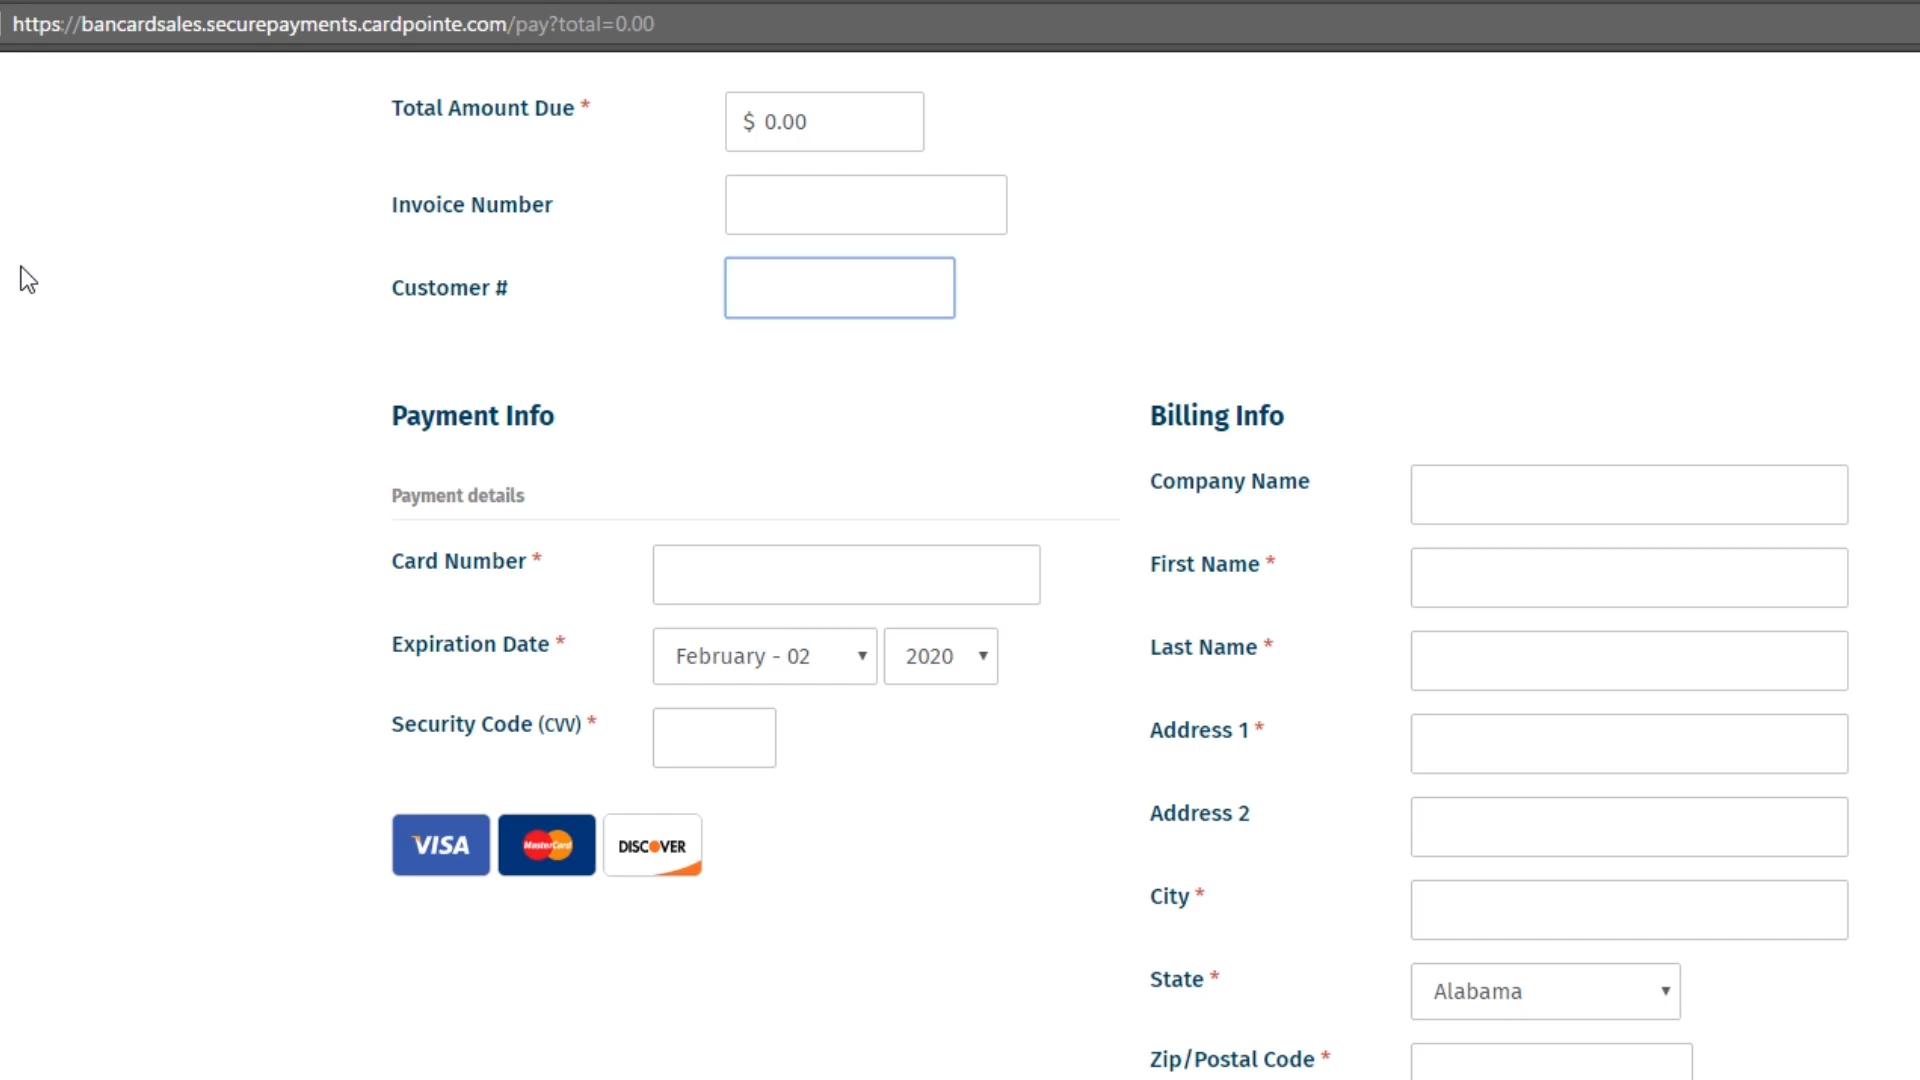 https://bancardsales.securepayments.cardpointe.com/pay?total=0.00
Total Amount Due *
$ 0.00
Invoice Number
Customer #
Payment Info
Payment details
Card Number *
Expiration Date *
February - 02
2020
Security Code (CVV) *
VISA
MasterCard
DISCOVER
Billing Info
Company Name
First Name *
Last Name *
Address 1 *
Address 2
City *
State *
Alabama
Zip/Postal Code *